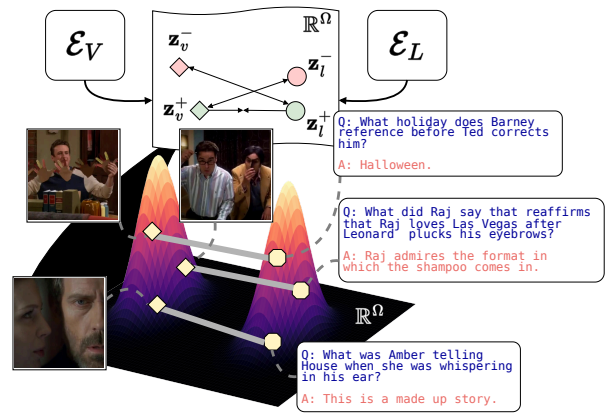 ℝ^Ω
𝓔_V
𝓔_L
z_v^−
z_l^−
z_v^+
z_l^+
Q: What holiday does Barney
reference before Ted corrects
him?
A: Halloween.
Q: What did Raj say that reaffirms
that Raj loves Las Vegas after
Leonard plucks his eyebrows?
A: Raj admires the format in
which the shampoo comes in.
ℝ^Ω
Q: What was Amber telling
House when she was whispering
in his ear?
A: This is a made up story.